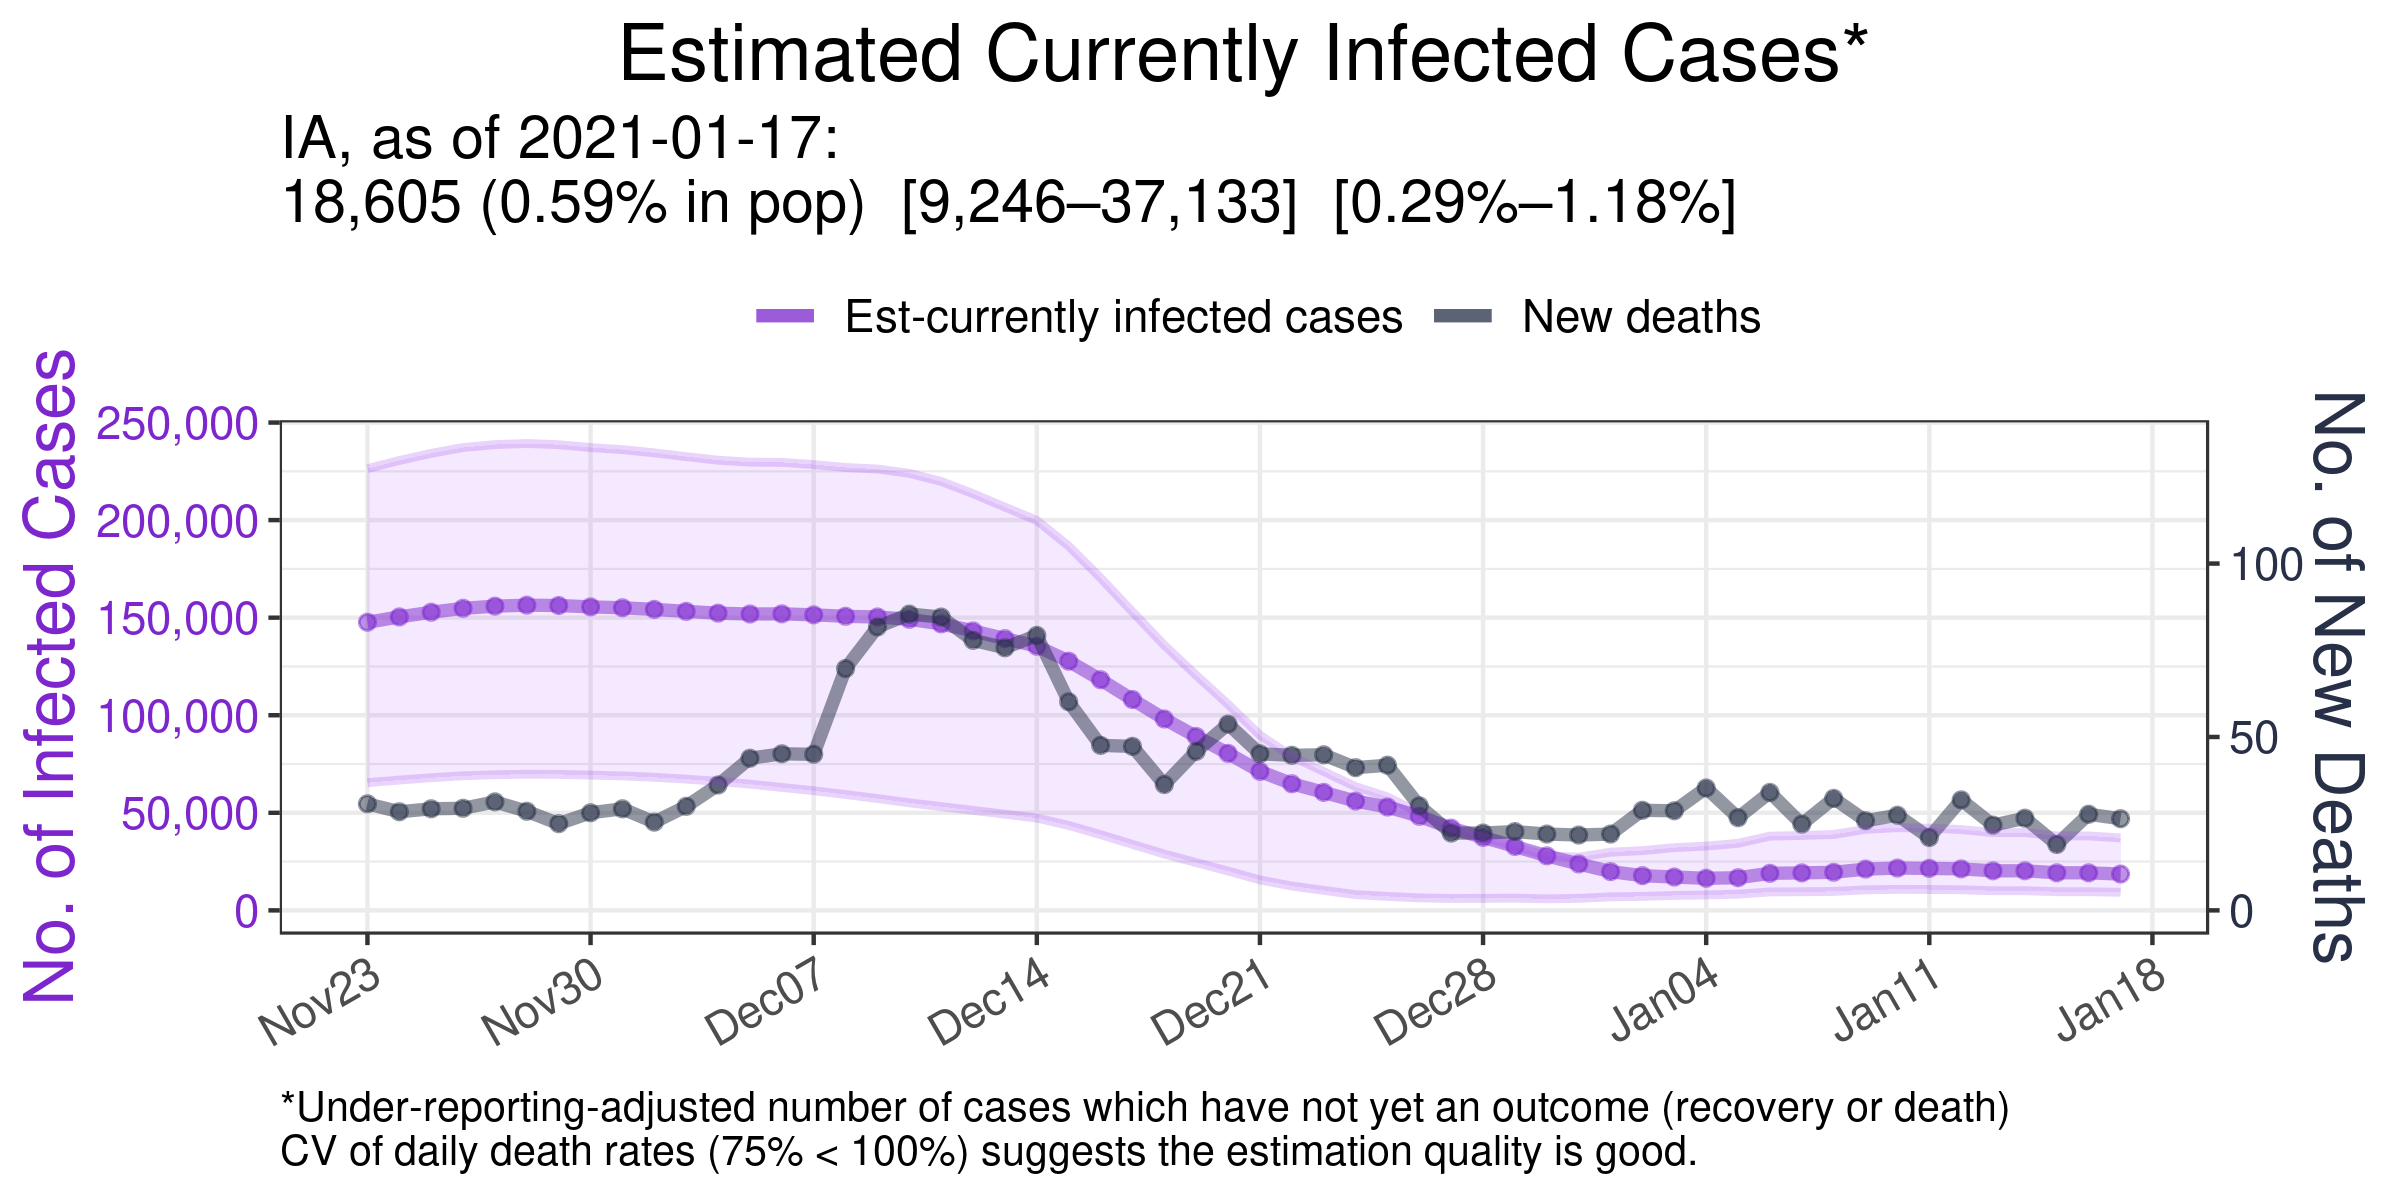 Estimated Currently Infected Cases*
IA, as of 2021-01-17:
18,605 (0.59% in pop)  [9,246–37,133]  [0.29%–1.18%]
Est-currently infected cases
New deaths
No. of Infected Cases
250,000
200,000
150,000
100,000
50,000
0
No. of New Deaths
100
50
0
Nov23
Nov30
Dec07
Dec14
Dec21
Dec28
Jan04
Jan11
Jan18
*Under-reporting-adjusted number of cases which have not yet an outcome (recovery or death)
CV of daily death rates (75% < 100%) suggests the estimation quality is good.